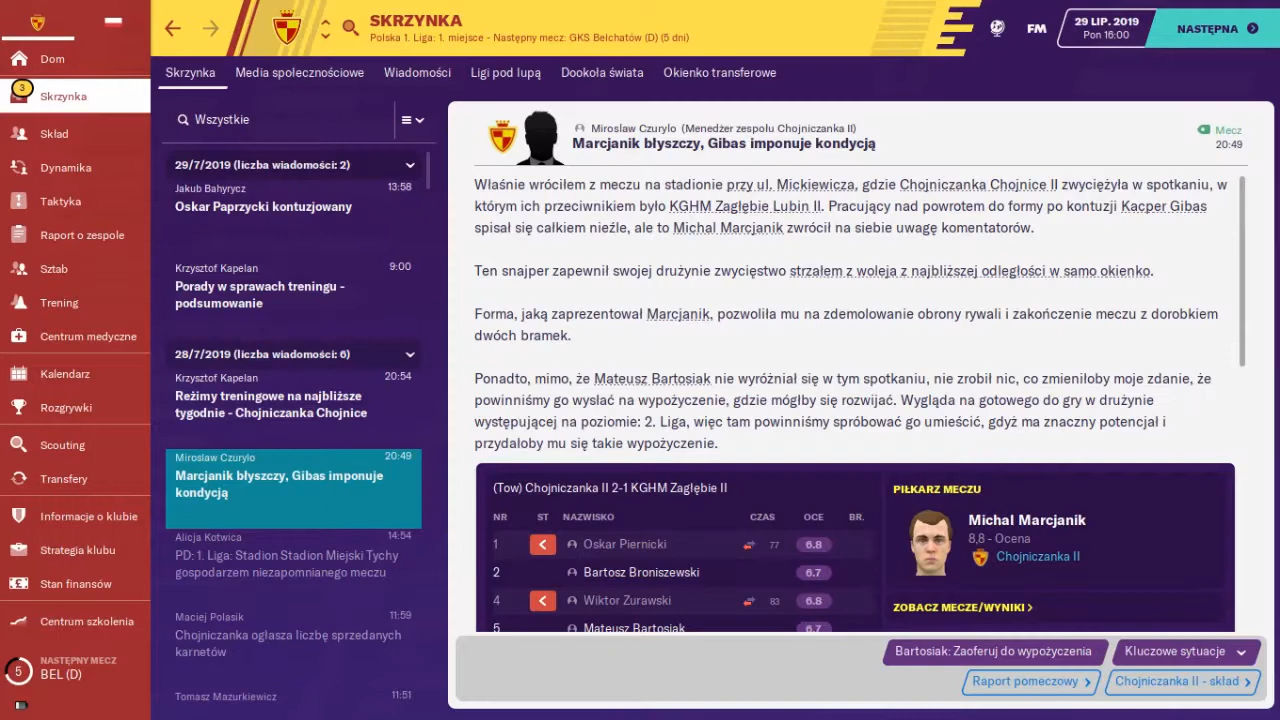 SKRZYNKA
Polska 1. Liga: 1. miejsce - Następny mecz: GKS Bełchatów (D) (5 dni)
FM
29 LIP. 2019
Pon 16:00
NASTĘPNA
Dom
3
Skrzynka
Skład
Dynamika
Taktyka
Raport o zespole
Sztab
Trening
Centrum medyczne
Kalendarz
Rozgrywki
Scouting
Transfery
Informacje o klubie
Strategia klubu
Stan finansów
Centrum szkolenia
5
NASTĘPNY MECZ
BEL (D)
Skrzynka
Media społecznościowe
Wiadomości
Ligi pod lupą
Dookoła świata
Okienko transferowe
Wszystkie
29/7/2019 (liczba wiadomości: 2)
Jakub Bahyrycz 13:58
Oskar Paprzycki kontuzjowany
Krzysztof Kapelan 9:00
Porady w sprawach treningu -
podsumowanie
28/7/2019 (liczba wiadomości: 6)
Krzysztof Kapelan 20:54
Reżimy treningowe na najbliższe
tygodnie - Chojniczanka Chojnice
Mirosław Czuryło 20:49
Marcjanik błyszczy, Gibas imponuje
kondycją
Alicja Kotwica 14:54
PD: 1. Liga: Stadion Stadion Miejski Tychy
gospodarzem niezapomnianego meczu
Maciej Polasik 11:59
Chojniczanka ogłasza liczbę sprzedanych
karnetów
Tomasz Mazurkiewicz 11:51
Mirosław Czuryło (Menedżer zespołu Chojniczanka II)
Marcjanik błyszczy, Gibas imponuje kondycją
Mecz
20:49
Właśnie wróciłem z meczu na stadionie przy ul. Mickiewicza, gdzie Chojniczanka Chojnice II zwyciężyła w spotkaniu, w
którym ich przeciwnikiem było KGHM Zagłębie Lubin II. Pracujący nad powrotem do formy po kontuzji Kacper Gibas
spisał się całkiem nieźle, ale to Michał Marcjanik zwrócił na siebie uwagę komentatorów.
Ten snajper zapewnił swojej drużynie zwycięstwo strzałem z woleja z najbliższej odległości w samo okienko.
Forma, jaką zaprezentował Marcjanik, pozwoliła mu na zdemolowanie obrony rywali i zakończenie meczu z dorobkiem
dwóch bramek.
Ponadto, mimo, że Mateusz Bartosiak nie wyróżniał się w tym spotkaniu, nie zrobił nic, co zmieniłoby moje zdanie, że
powinniśmy go wysłać na wypożyczenie, gdzie mógłby się rozwijać. Wygląda na gotowego do gry w drużynie
występującej na poziomie: 2. Liga, więc tam powinniśmy spróbować go umieścić, gdyż ma znaczny potencjał i
przydałoby mu się takie wypożyczenie.
(Tow) Chojniczanka II 2-1 KGHM Zagłębie II
NR ST NAZWISKO CZAS OCE BR.
1 Oskar Piernicki 77 6.8
2 Bartosz Broniszewski 6.7
4 Wiktor Żurawski 83 6.8
5 Mateusz Bartosiak 6.7
PIŁKARZ MECZU
Michał Marcjanik
8,8 - Ocena
Chojniczanka II
ZOBACZ MECZE/WYNIKI
Bartosiak: Zaoferuj do wypożyczenia
Kluczowe sytuacje
Raport pomeczowy
Chojniczanka II - skład